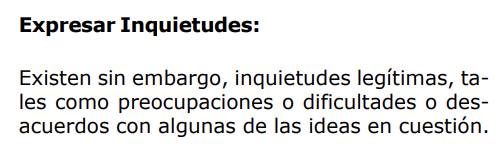 Expresar Inquietudes:
Existen sin embargo, inquietudes legítimas, ta-
les como preocupaciones o dificultades o des-
acuerdos con algunas de las ideas en cuestión.